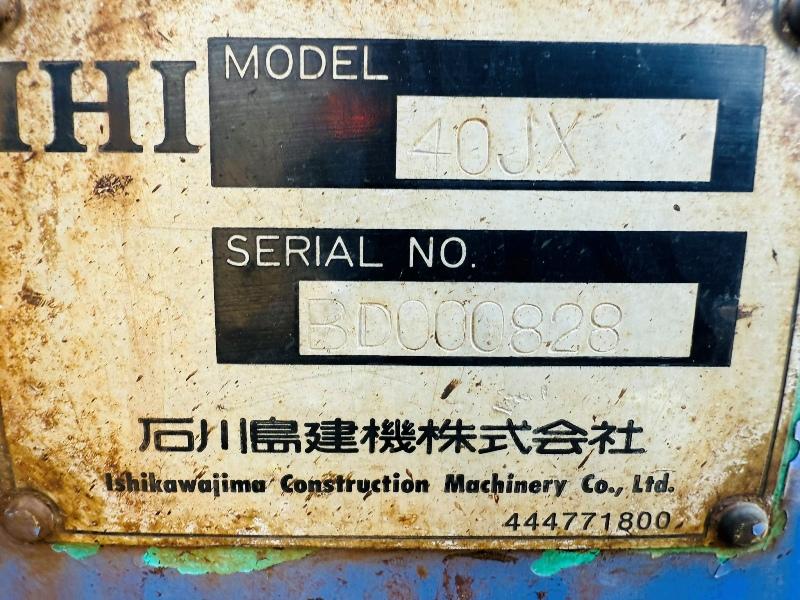 IHI
MODEL
40JX
SERIAL NO.
BD000828
石川島建機株式会社
Ishikawajima Construction Machinery Co., Ltd.
444771800